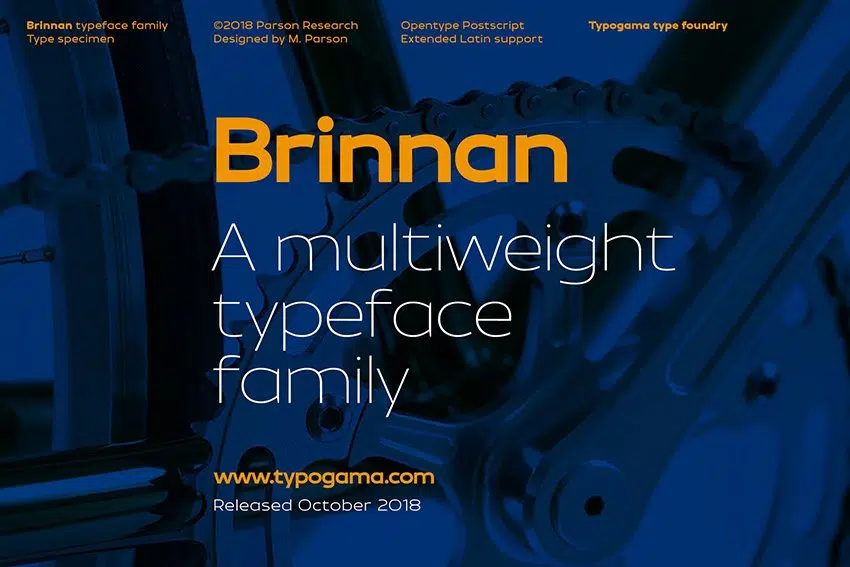 Brinnan typeface family
Type specimen
©2018 Parson Research
Designed by M. Parson
Opentype Postscript
Extended Latin support
Typogama type foundry
Brinnan
A multiweight
typeface
family
www.typogama.com
Released October 2018